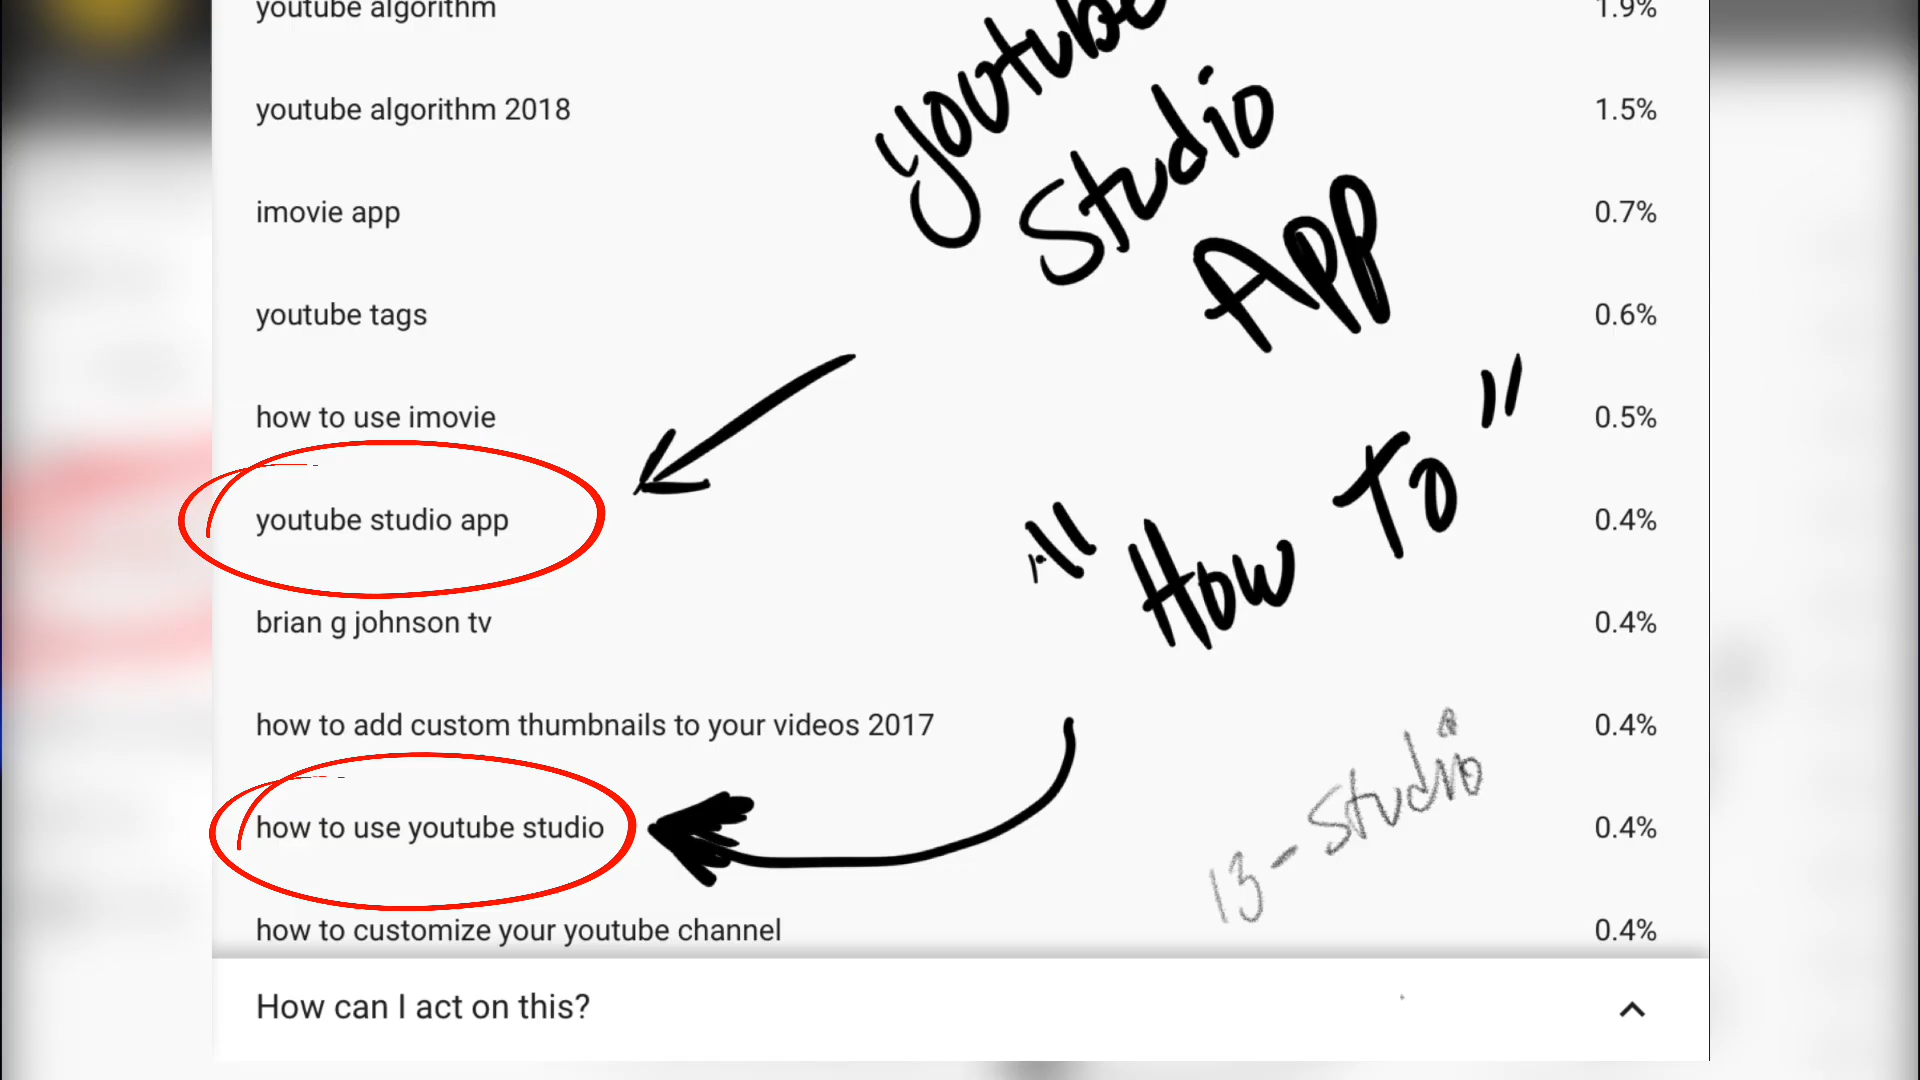 youtube algorithm 1.9%
youtube algorithm 2018 1.5%
imovie app 0.7%
youtube tags 0.6%
how to use imovie 0.5%
youtube studio app 0.4%
brian g johnson tv 0.4%
how to add custom thumbnails to your videos 2017 0.4%
how to use youtube studio 0.4%
how to customize your youtube channel 0.4%
How can I act on this?
youtube
Studio
App
"How To"
13 - Studio